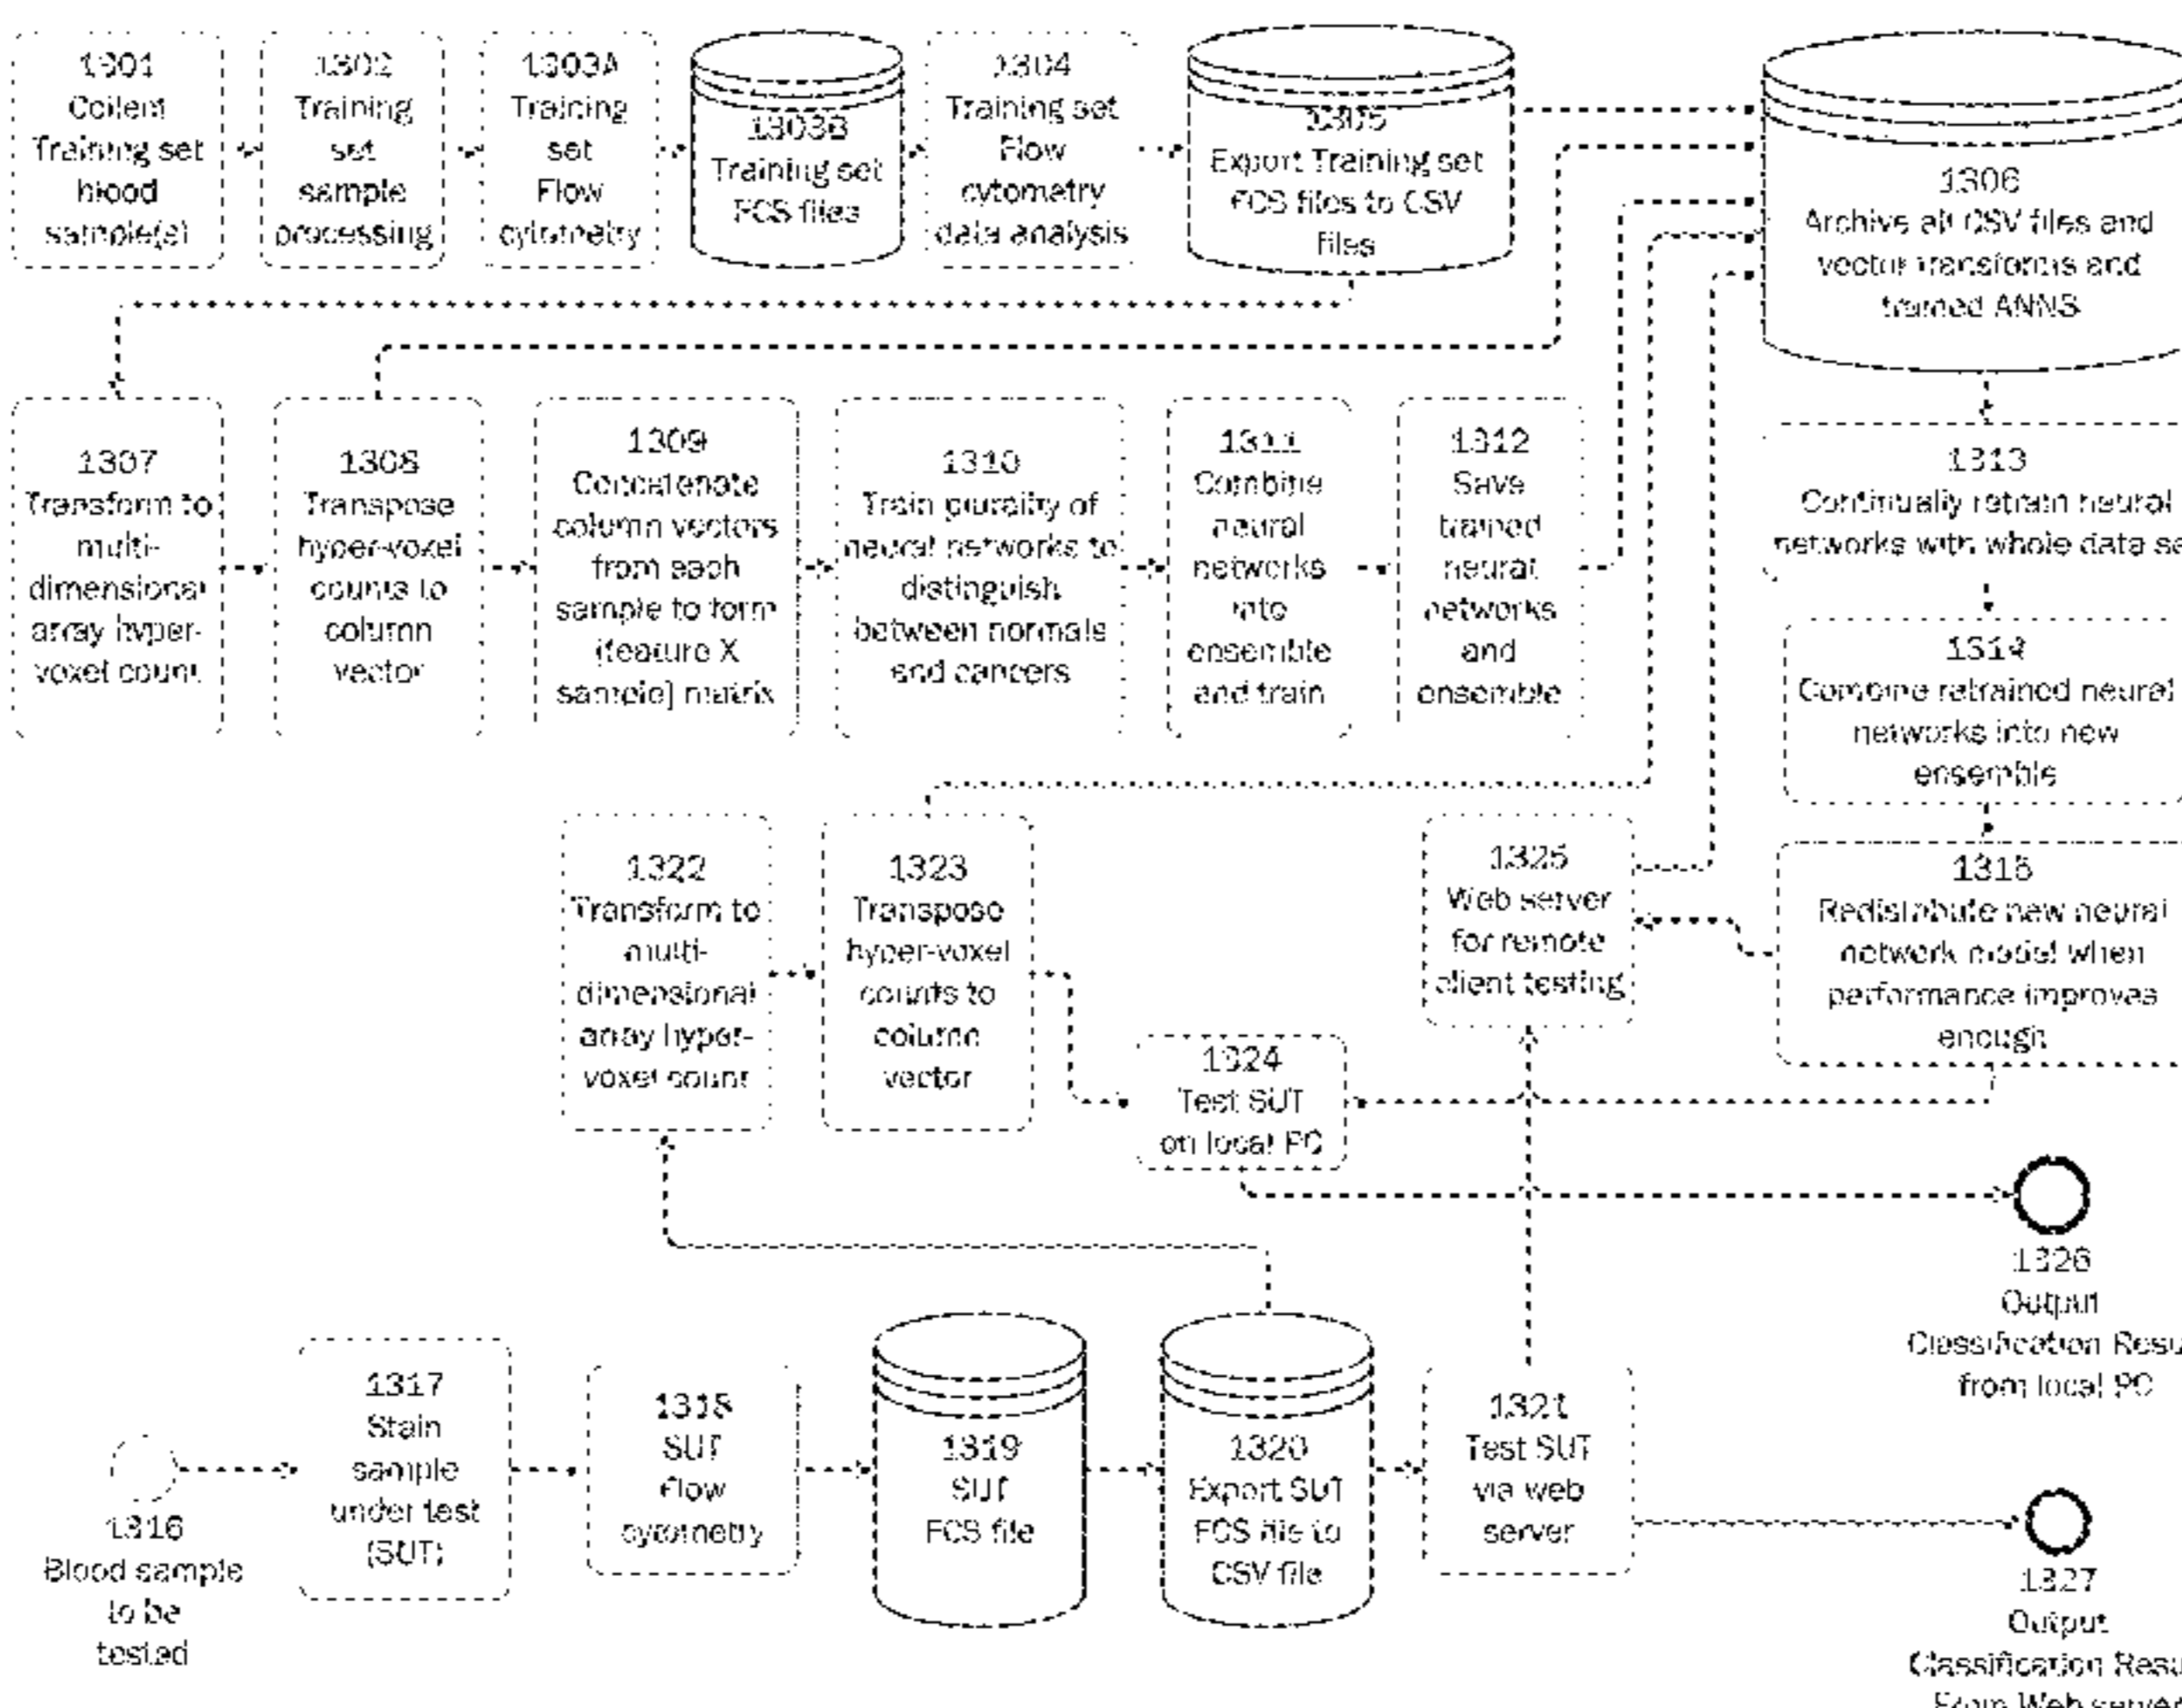 1301
Collect
Training set
blood
sample(s)
1302
Training
set
sample
processing
1303A
Training
set
Flow
cytometry
1303B
Training set
FCS files
1304
Training set
Flow
cytometry
data analysis
1305
Export Training set
FCS files to CSV
files
1306
Archive all CSV files and
vector transforms and
trained ANNS
1307
Transform to
multi-
dimensional
array hyper-
voxel count
1308
Transpose
hyper-voxel
counts to
column
vector
1309
Concatenate
column vectors
from each
sample to form
[feature X
sample] matrix
1310
Train plurality of
neural networks to
distinguish
between normals
and cancers
1311
Combine
neural
networks
into
ensemble
and train
1312
Save
trained
neural
networks
and
ensemble
1313
Continually retrain neural
networks with whole data se
1314
Combine retrained neural
networks into new
ensemble
1322
Transform to
multi-
dimensional
array hyper-
voxel count
1323
Transpose
hyper-voxel
counts to
column
vector
1325
Web server
for remote
client testing
1315
Redistribute new neural
network model when
performance improves
enough
1324
Test SUT
on local PC
1326
Output
Classification Resu
from local PC
1316
Blood sample
to be
tested
1317
Stain
sample
under test
(SUT)
1318
SUT
flow
cytometry
1319
SUT
FCS file
1320
Export SUT
FCS file to
CSV file
1321
Test SUT
via web
server
1327
Output
Classification Resu
From Web server